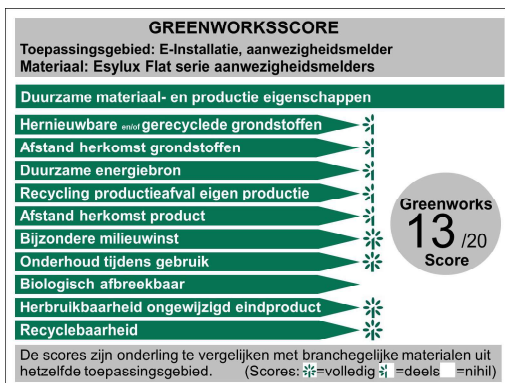 GREENWORKSSCORE
Toepassingsgebied: E-Installatie, aanwezigheidsmelder
Materiaal: Esylux Flat serie aanwezigheidsmelders
Duurzame materiaal- en productie eigenschappen
Hernieuwbare en/of gerecyclede grondstoffen
Afstand herkomst grondstoffen
Duurzame energiebron
Recycling productieafval eigen productie
Afstand herkomst product
Bijzondere milieuwinst
Onderhoud tijdens gebruik
Biologisch afbreekbaar
Herbruikbaarheid ongewijzigd eindproduct
Recyclebaarheid
Greenworks
13 /20
Score
De scores zijn onderling te vergelijken met branchegelijke materialen uit
hetzelfde toepassingsgebied. (Scores: =volledig =deels =nihil)